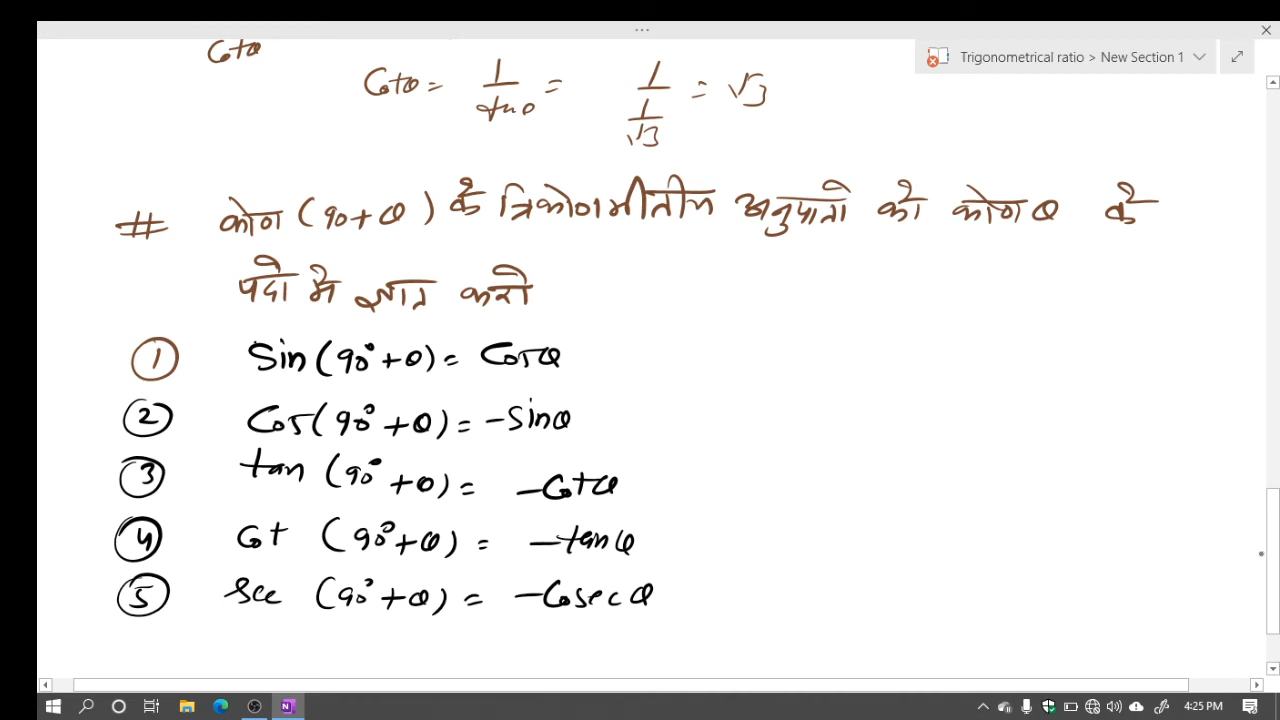 Trigonometrical ratio > New Section 1
Cotθ
Cotθ = 1/tanθ = 1/(1/√3) = √3
# कोण (90+θ) के त्रिकोणमीतीय अनुपातो को कोण θ के
पदो मे ज्ञात करो
① Sin(90°+θ) = Cosθ
② Cos(90°+θ) = -Sinθ
③ tan (90°+θ) = -Cotθ
④ Cot (90°+θ) = -tanθ
⑤ Sec (90°+θ) = -Cosec θ
4:25 PM